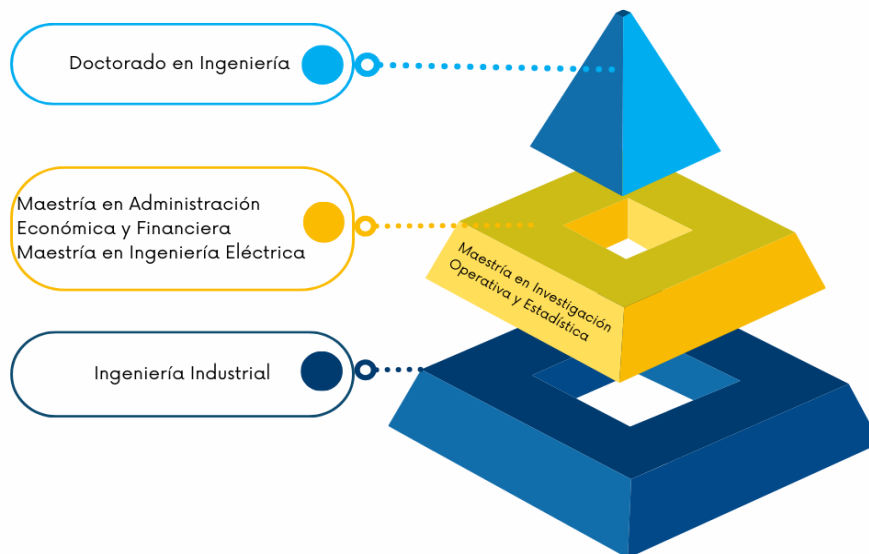 Doctorado en Ingeniería
Maestría en Administración
Económica y Financiera
Maestría en Ingeniería Eléctrica
Maestría en Investigación
Operativa y Estadística
Ingeniería Industrial